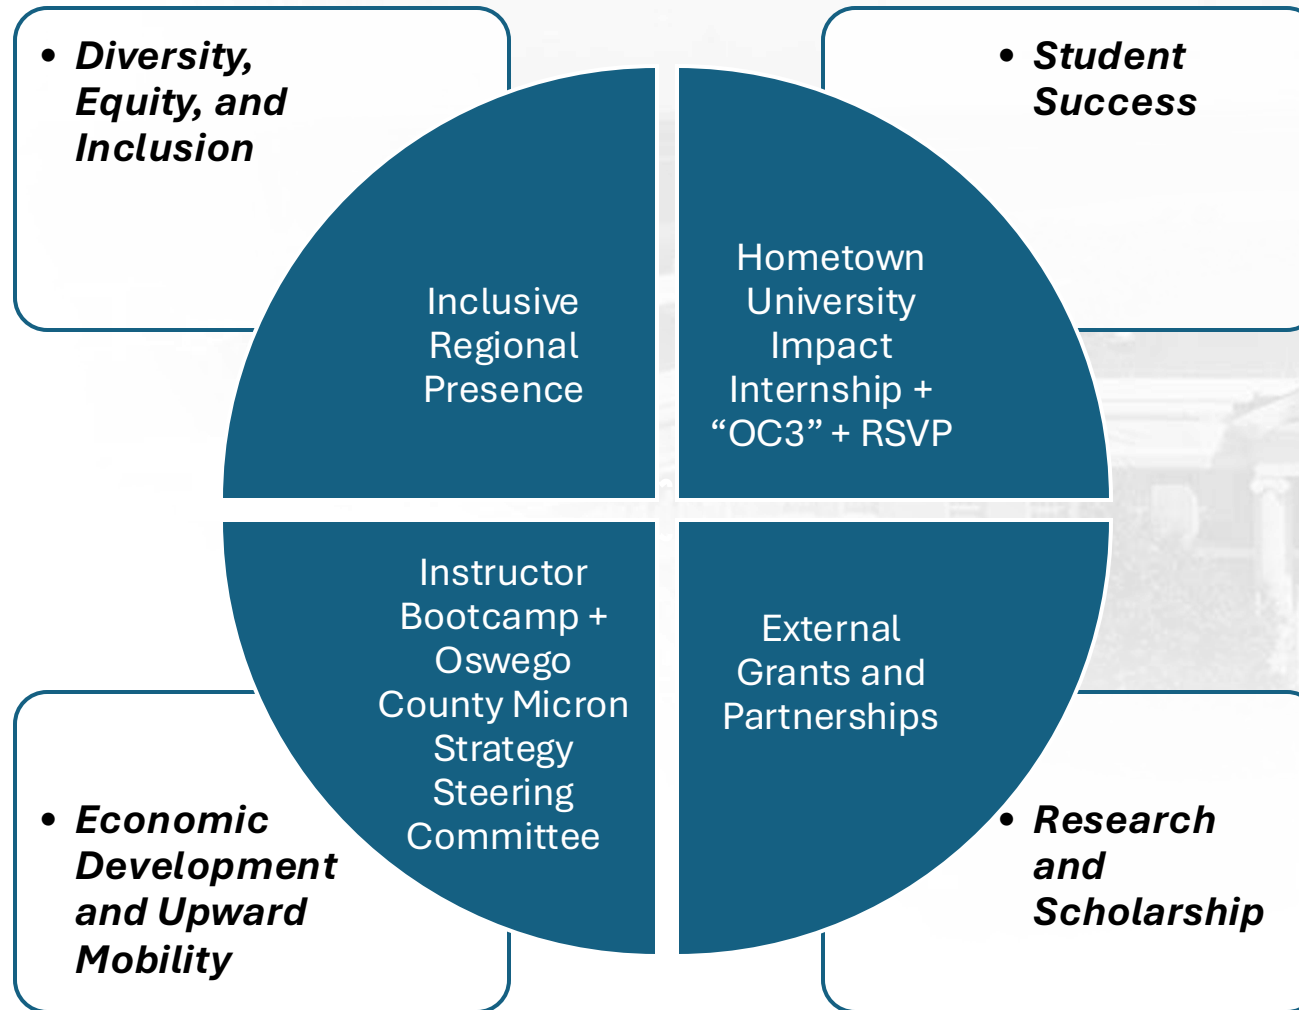 • Diversity,
Equity, and
Inclusion
• Student
Success
Inclusive
Regional
Presence
Hometown
University
Impact
Internship +
“OC3” + RSVP
Instructor
Bootcamp +
Oswego
County Micron
Strategy
Steering
Committee
External
Grants and
Partnerships
• Economic
Development
and Upward
Mobility
• Research
and
Scholarship